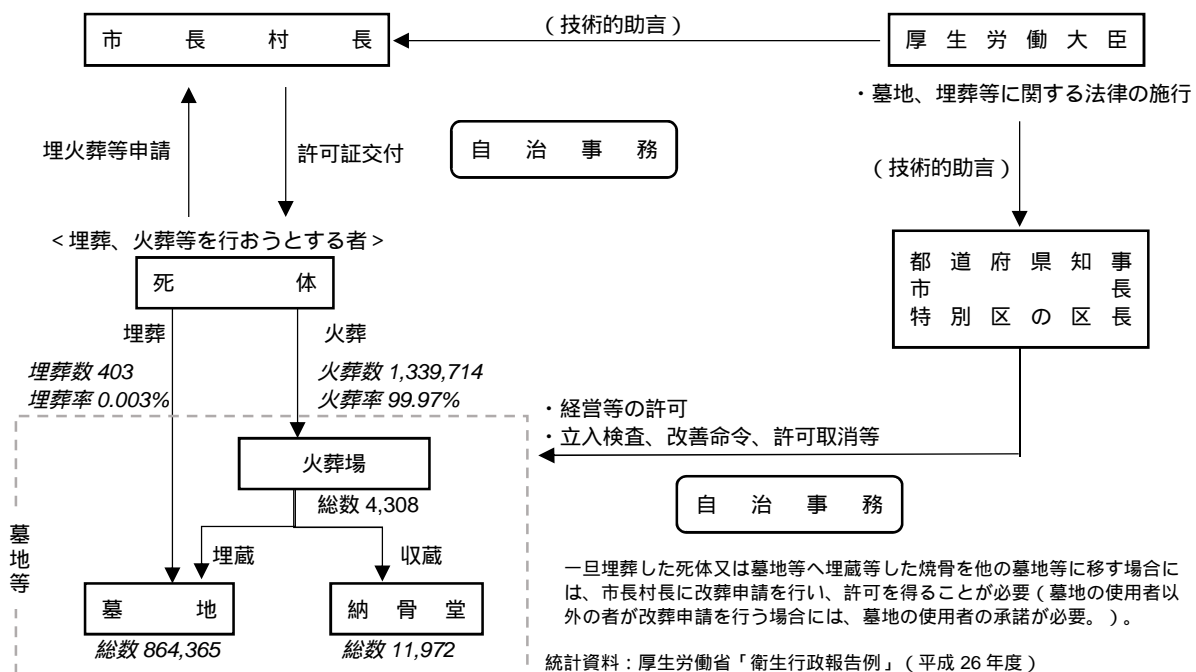 市長村長
(技術的助言)
厚生労働大臣
・墓地、埋葬等に関する法律の施行
埋火葬等申請
許可証交付
自治事務
(技術的助言)
<埋葬、火葬等を行おうとする者>
死体
都道府県知事
市長
特別区の区長
埋葬
火葬
埋葬数 403
埋葬率 0.003%
火葬数 1,339,714
火葬率 99.97%
・経営等の許可
・立入検査、改善命令、許可取消等
火葬場
総数 4,308
自治事務
墓地等
埋蔵
収蔵
墓地
総数 864,365
納骨堂
総数 11,972
一旦埋葬した死体又は墓地等へ埋蔵等した焼骨を他の墓地等に移す場合に
は、市長村長に改葬申請を行い、許可を得ることが必要(墓地の使用者以
外の者が改葬申請を行う場合には、墓地の使用者の承諾が必要。)。
統計資料:厚生労働省「衛生行政報告例」(平成 26 年度)